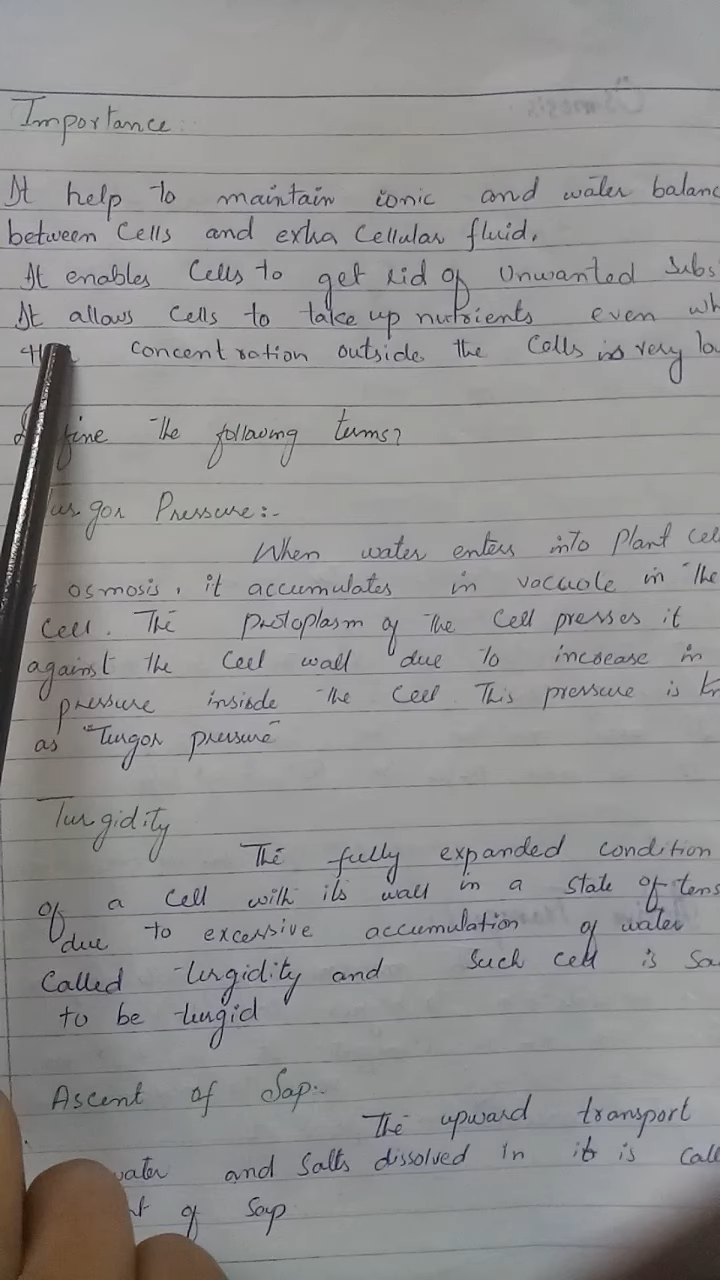 Importance:
It help to maintain ionic and water balanc
between Cells and extra Cellular fluid.
It enables Cells to get rid of Unwanted Subs
It allows Cells to take up nutrients even wh
concentration outside the Cells is very lo
fine the following terms?
Turgor Pressure:-
When water enters into Plant Cel
osmosis, it accumulates in vacuole in the
Cell. The protoplasm of the Cell presses it
against the Cell wall due to increase in
pressure inside the Cell This pressure is kn
as "Turgor pressure"
Turgidity
The fully expanded condition
of a Cell with its wall in a state of tens
due to excessive accumulation of water
Called turgidity and Such cell is Sa
to be turgid
Ascent of Sap:-
The upward transport
water and Salts dissolved in it is Call
of Sap